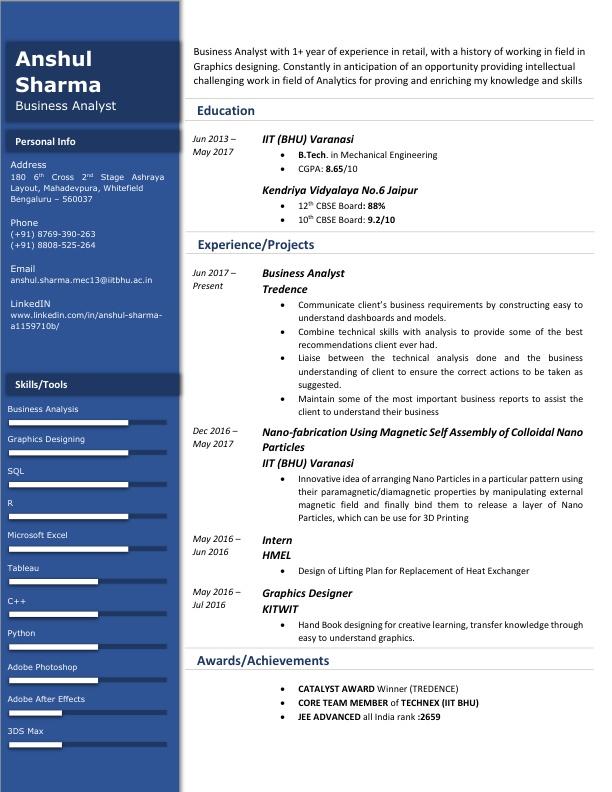 Anshul
Sharma
Business Analyst
Personal Info
Address
180 6th Cross 2nd Stage Ashraya
Layout, Mahadevpura, Whitefield
Bengaluru – 560037
Phone
(+91) 8769-390-263
(+91) 8808-525-264
Email
anshul.sharma.mec13@iitbhu.ac.in
LinkedIN
www.linkedin.com/in/anshul-sharma-
a1159710b/
Skills/Tools
Business Analysis
Graphics Designing
SQL
R
Microsoft Excel
Tableau
C++
Python
Adobe Photoshop
Adobe After Effects
3DS Max
Business Analyst with 1+ year of experience in retail, with a history of working in field in
Graphics designing. Constantly in anticipation of an opportunity providing intellectual
challenging work in field of Analytics for proving and enriching my knowledge and skills
Education
Jun 2013 –
May 2017
IIT (BHU) Varanasi
• B.Tech. in Mechanical Engineering
• CGPA: 8.65/10
Kendriya Vidyalaya No.6 Jaipur
• 12th CBSE Board: 88%
• 10th CBSE Board: 9.2/10
Experience/Projects
Jun 2017 –
Present
Business Analyst
Tredence
• Communicate client's business requirements by constructing easy to
understand dashboards and models.
• Combine technical skills with analysis to provide some of the best
recommendations client ever had.
• Liaise between the technical analysis done and the business
understanding of client to ensure the correct actions to be taken as
suggested.
• Maintain some of the most important business reports to assist the
client to understand their business
Dec 2016 –
May 2017
Nano-fabrication Using Magnetic Self Assembly of Colloidal Nano
Particles
IIT (BHU) Varanasi
• Innovative idea of arranging Nano Particles in a particular pattern using
their paramagnetic/diamagnetic properties by manipulating external
magnetic field and finally bind them to release a layer of Nano
Particles, which can be use for 3D Printing
May 2016 –
Jun 2016
Intern
HMEL
• Design of Lifting Plan for Replacement of Heat Exchanger
May 2016 –
Jul 2016
Graphics Designer
KITWIT
• Hand Book designing for creative learning, transfer knowledge through
easy to understand graphics.
Awards/Achievements
• CATALYST AWARD Winner (TREDENCE)
• CORE TEAM MEMBER of TECHNEX (IIT BHU)
• JEE ADVANCED all India rank :2659